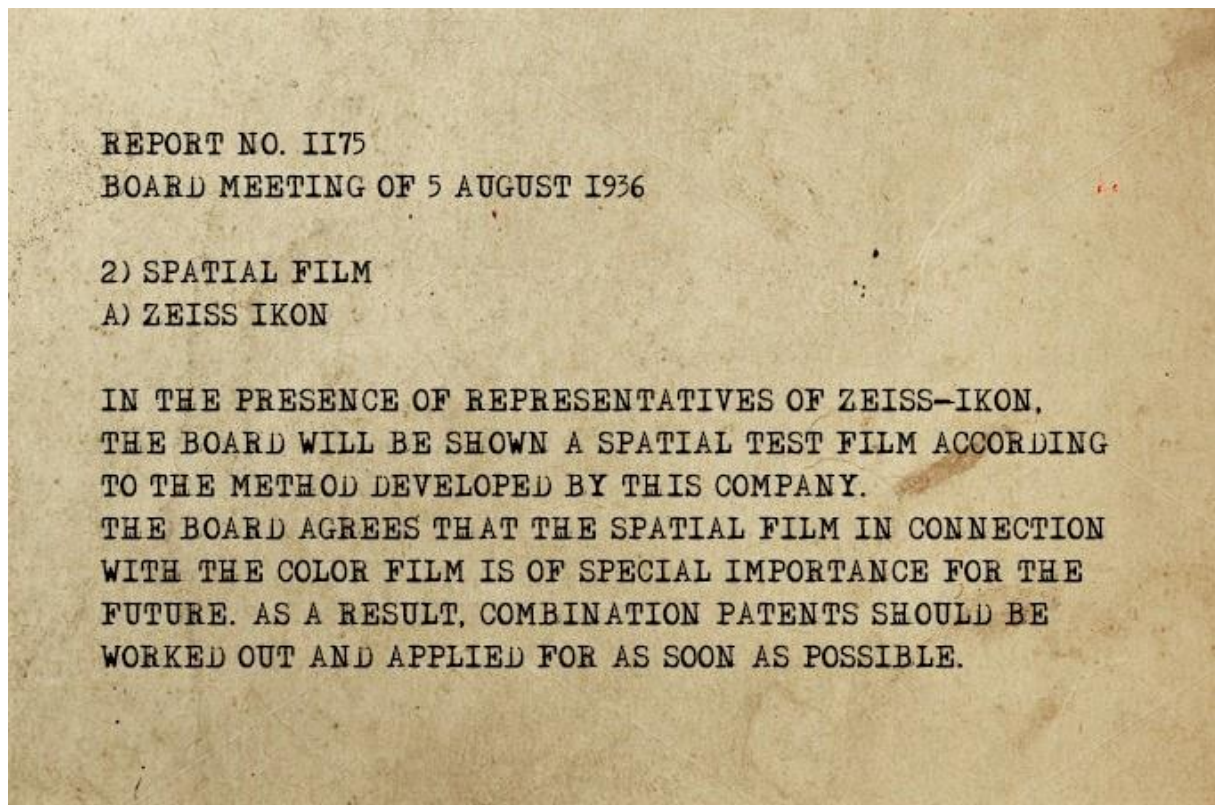 REPORT NO. II75
BOARD MEETING OF 5 AUGUST I936
2) SPATIAL FILM
A) ZEISS IKON
IN THE PRESENCE OF REPRESENTATIVES OF ZEISS-IKON,
THE BOARD WILL BE SHOWN A SPATIAL TEST FILM ACCORDING
TO THE METHOD DEVELOPED BY THIS COMPANY.
THE BOARD AGREES THAT THE SPATIAL FILM IN CONNECTION
WITH THE COLOR FILM IS OF SPECIAL IMPORTANCE FOR THE
FUTURE. AS A RESULT, COMBINATION PATENTS SHOULD BE
WORKED OUT AND APPLIED FOR AS SOON AS POSSIBLE.